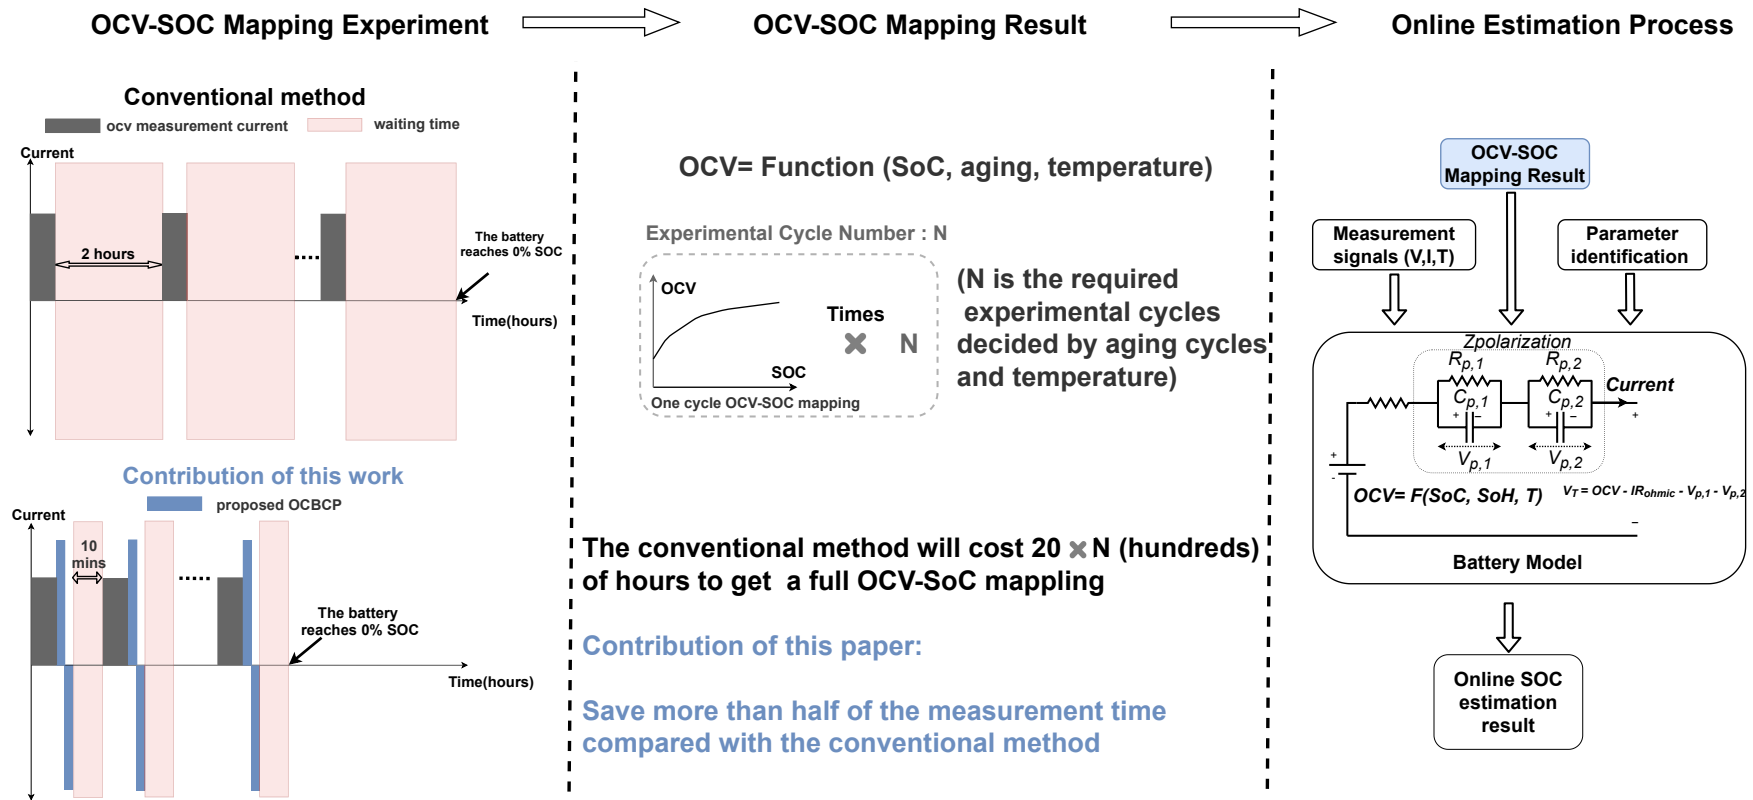 OCV-SOC Mapping Experiment
OCV-SOC Mapping Result
Online Estimation Process
Conventional method
ocv measurement current
waiting time
Current
2 hours
The battery
reaches 0% SOC
Time(hours)
Contribution of this work
proposed OCBCP
Current
10
mins
The battery
reaches 0% SOC
Time(hours)
OCV= Function (SoC, aging, temperature)
Experimental Cycle Number : N
OCV
Times
N
SOC
One cycle OCV-SOC mapping
(N is the required
experimental cycles
decided by aging cycles
and temperature)
The conventional method will cost 20 × N (hundreds)
of hours to get a full OCV-SoC mappling
Contribution of this paper:
Save more than half of the measurement time
compared with the conventional method
OCV-SOC
Mapping Result
Measurement
signals (V,I,T)
Parameter
identification
Zpolarization
Rp,1
Rp,2
Current
Cp,1
Cp,2
+ –
+ –
+
Vp,1
Vp,2
+
-
OCV= F(SoC, SoH, T)
VT = OCV - IRohmic - Vp,1 - Vp,2
–
Battery Model
Online SOC
estimation
result